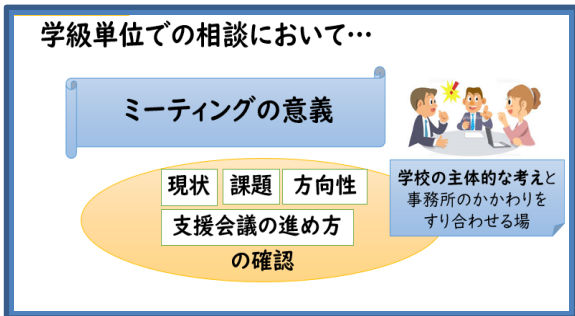 学級単位での相談において…
ミーティングの意義
現状 課題 方向性
支援会議の進め方
の確認
学校の主体的な考えと
事務所のかかわりを
すり合わせる場